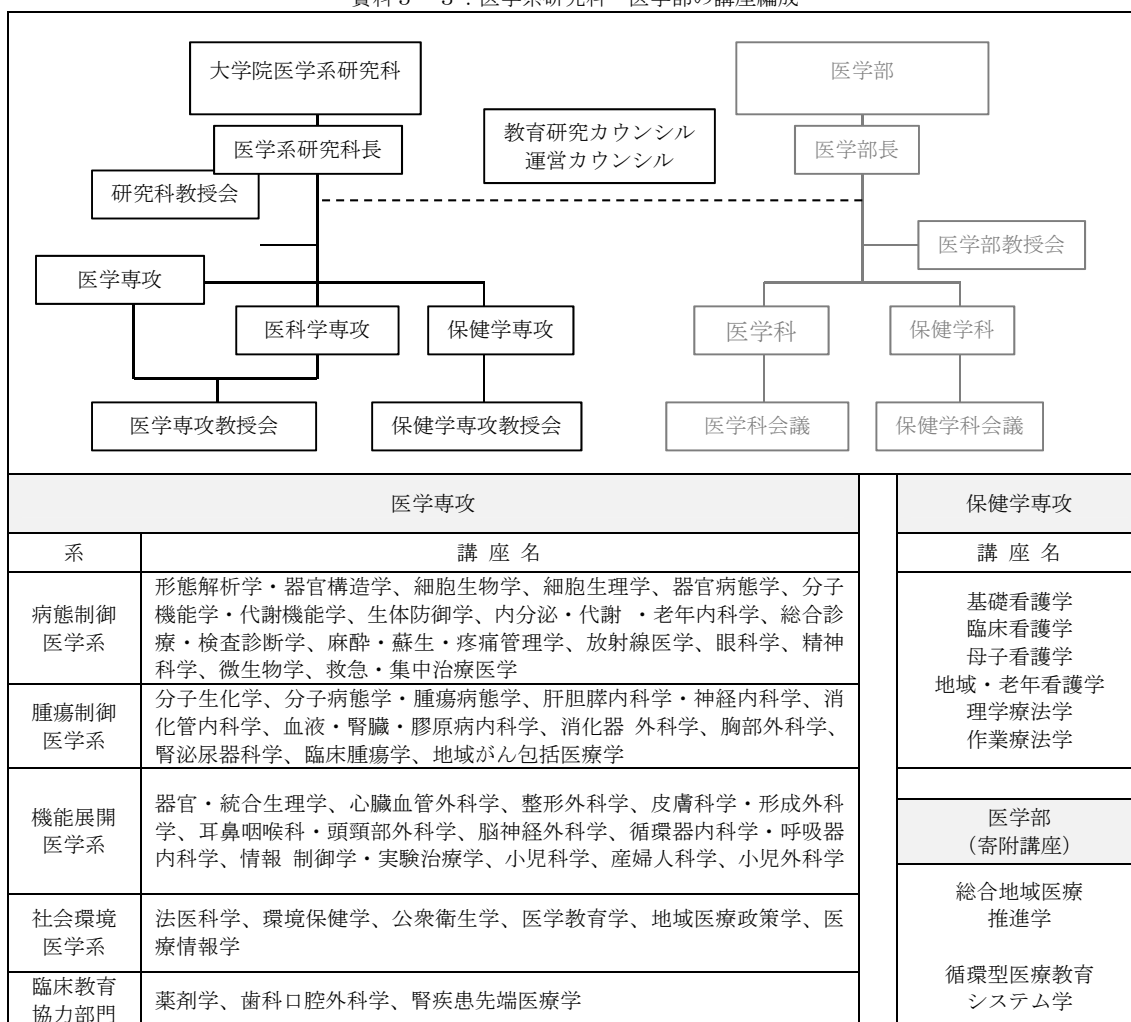 資料3－3：医学系研究科・医学部の講座編成
大学院医学系研究科
医学部
医学系研究科長
教育研究カウンシル
運営カウンシル
医学部長
研究科教授会
医学部教授会
医学専攻
医科学専攻
保健学専攻
医学科
保健学科
医学専攻教授会
保健学専攻教授会
医学科会議
保健学科会議
医学専攻
系
講 座 名
病態制御
医学系
形態解析学・器官構造学、細胞生物学、細胞生理学、器官病態学、分子
機能学・代謝機能学、生体防御学、内分泌・代謝 ・老年内科学、総合診
療・検査診断学、麻酔・蘇生・疼痛管理学、放射線医学、眼科学、精神
科学、微生物学、救急・集中治療医学
腫瘍制御
医学系
分子生化学、分子病態学・腫瘍病態学、肝胆膵内科学・神経内科学、消
化管内科学、血液・腎臓・膠原病内科学、消化器 外科学、胸部外科学、
腎泌尿器科学、臨床腫瘍学、地域がん包括医療学
機能展開
医学系
器官・統合生理学、心臓血管外科学、整形外科学、皮膚科学・形成外科
学、耳鼻咽喉科・頭頸部外科学、脳神経外科学、循環器内科学・呼吸器
内科学、情報 制御学・実験治療学、小児科学、産婦人科学、小児外科学
社会環境
医学系
法医科学、環境保健学、公衆衛生学、医学教育学、地域医療政策学、医
療情報学
臨床教育
協力部門
薬剤学、歯科口腔外科学、腎疾患先端医療学
保健学専攻
講 座 名
基礎看護学
臨床看護学
母子看護学
地域・老年看護学
理学療法学
作業療法学
医学部
（寄附講座）
総合地域医療
推進学
循環型医療教育
システム学